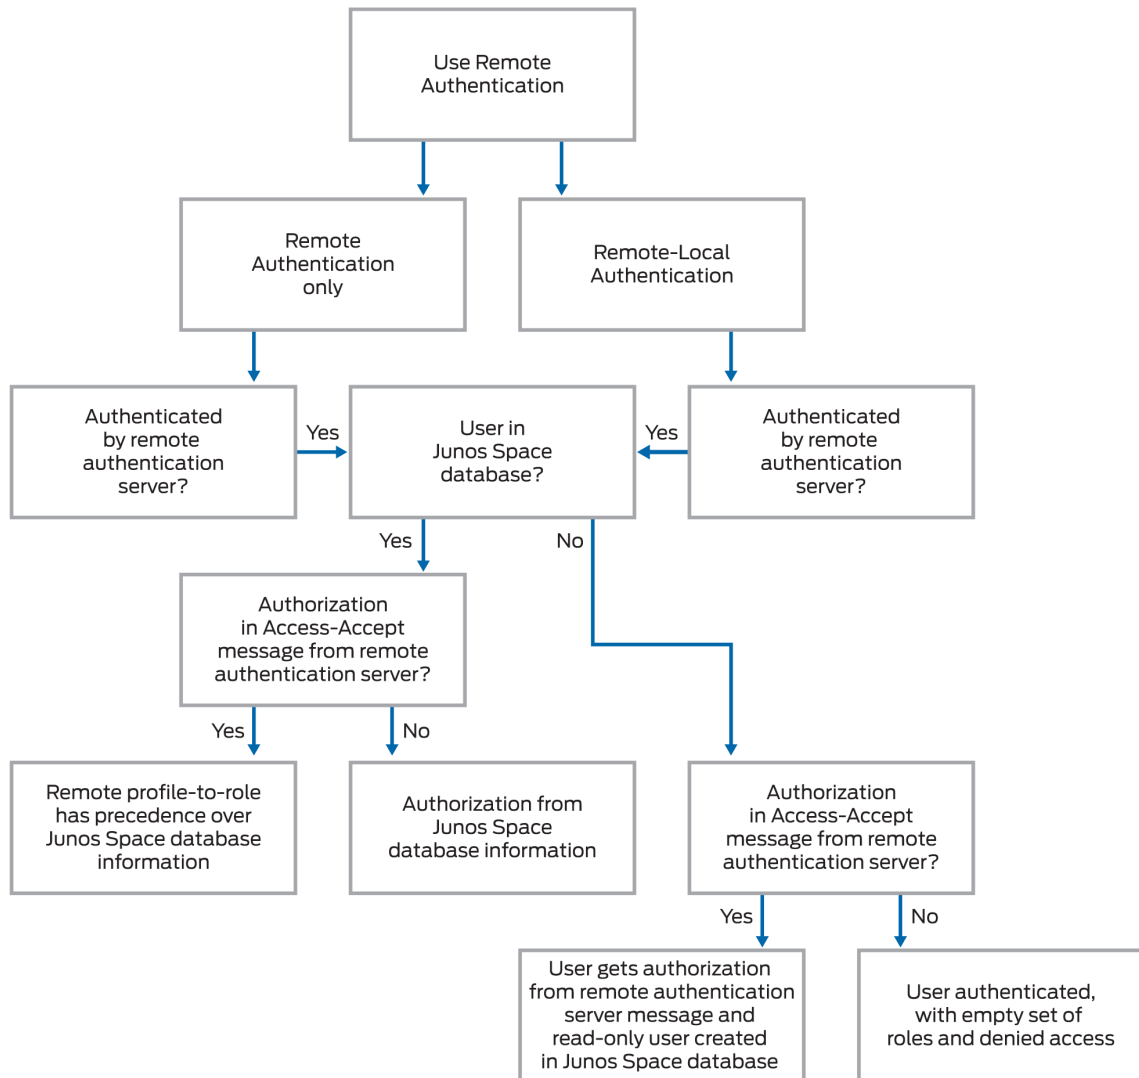 Use Remote
Authentication
Remote
Authentication
only
Remote-Local
Authentication
Authenticated
by remote
authentication
server?
Yes
User in
Junos Space
database?
Yes
Authenticated
by remote
authentication
server?
Yes
No
Authorization
in Access-Accept
message from remote
authentication server?
Yes
No
Remote profile-to-role
has precedence over
Junos Space database
information
Authorization from
Junos Space
database information
Authorization
in Access-Accept
message from remote
authentication server?
Yes
No
User gets authorization
from remote authentication
server message and
read-only user created
in Junos Space database
User authenticated,
with empty set of
roles and denied access